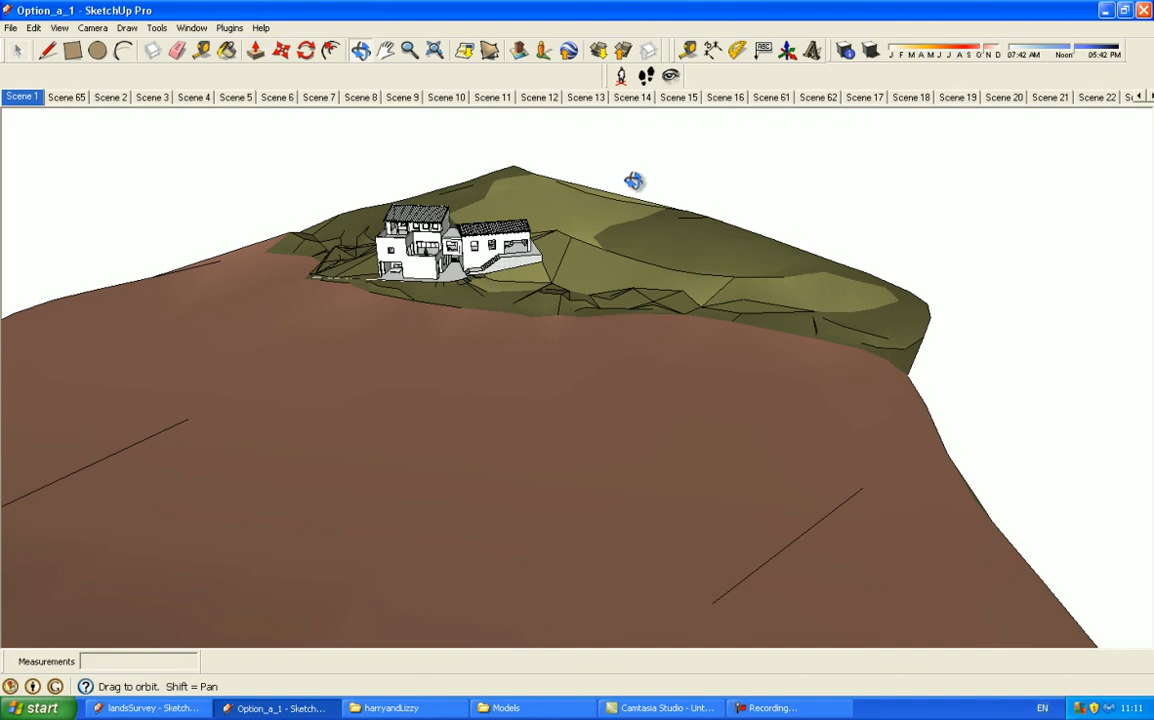 Option_a_1 - SketchUp Pro
File Edit View Camera Draw Tools Window Plugins Help
J F M A M J J A S O N D 07:42 AM Noon 05:42 PM
Scene 1 Scene 65 Scene 2 Scene 3 Scene 4 Scene 5 Scene 6 Scene 7 Scene 8 Scene 9 Scene 10 Scene 11 Scene 12 Scene 13 Scene 14 Scene 15 Scene 16 Scene 61 Scene 62 Scene 17 Scene 18 Scene 19 Scene 20 Scene 21 Scene 22
Measurements
Drag to orbit. Shift = Pan
start landsSurvey - Sketch... Option_a_1 - Sketch... harryandLizzy Models Camtasia Studio - Unt... Recording... EN 11:11